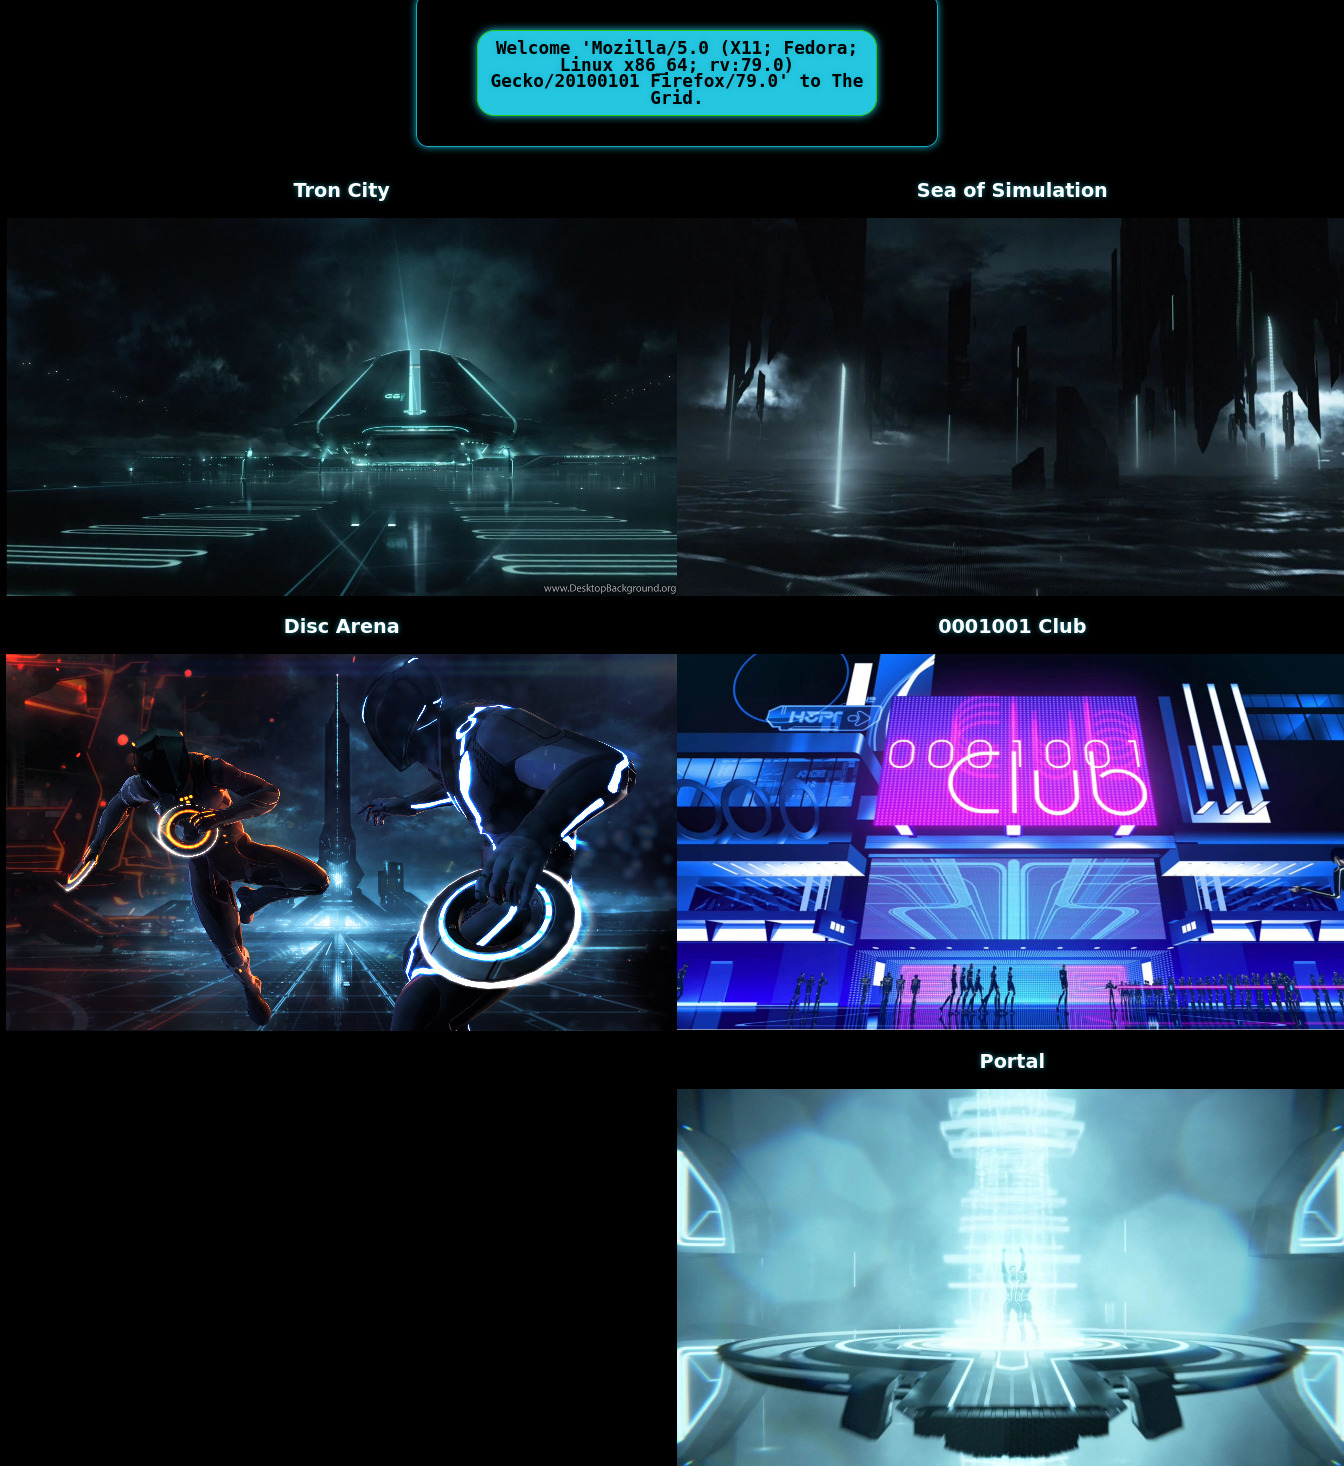 Welcome 'Mozilla/5.0 (X11; Fedora;
Linux x86_64; rv:79.0)
Gecko/20100101 Firefox/79.0' to The
Grid.
Tron City
Sea of Simulation
www.DesktopBackground.org
Disc Arena
0001001 Club
0001001
Club
Portal